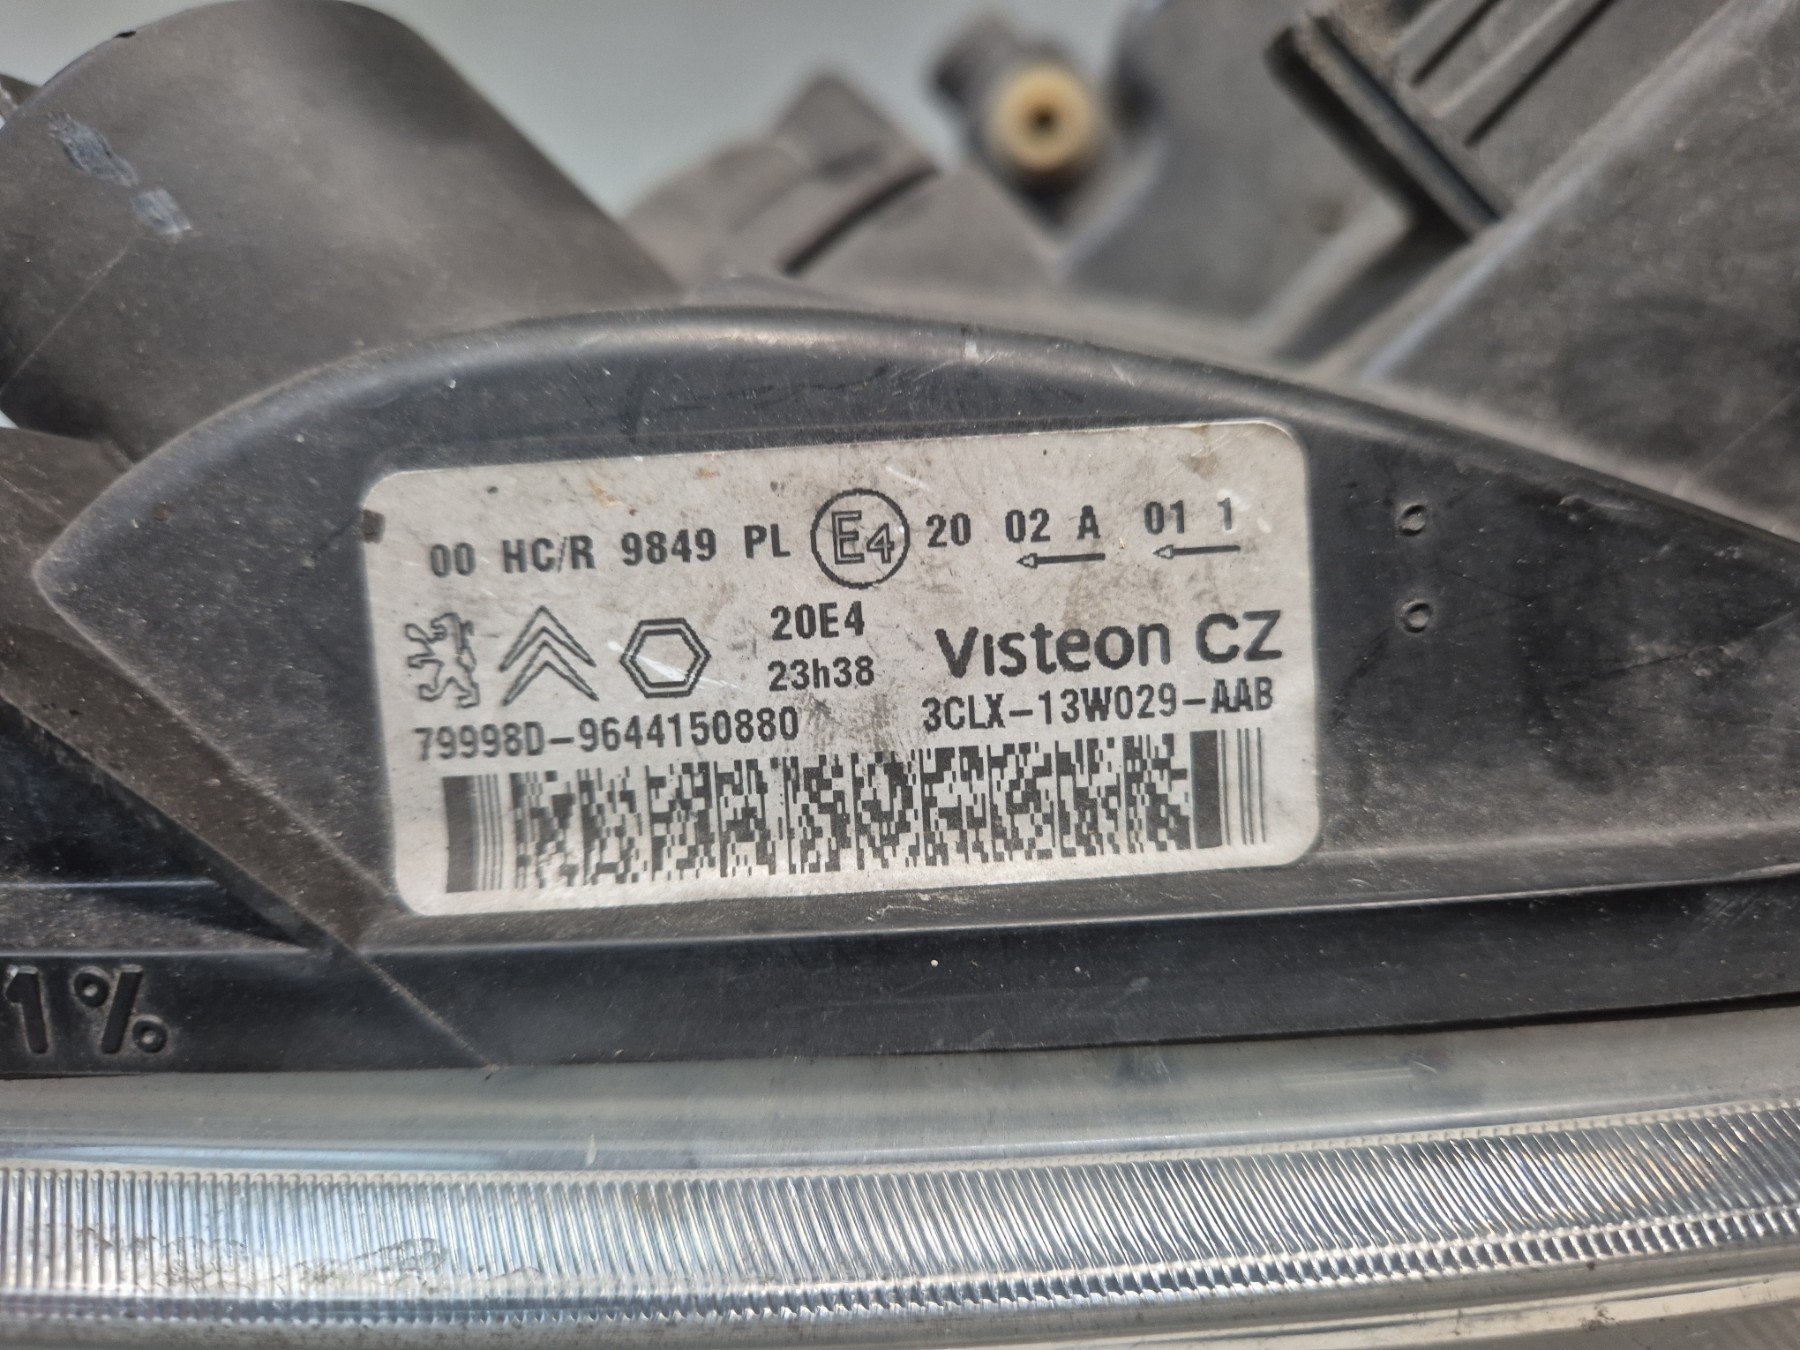 00 HC/R 9849 PL E4 20 02 A 01 1
20E4
23h38
Visteon CZ
79998D-9644150880
3CLX-13W029-AAB
1%